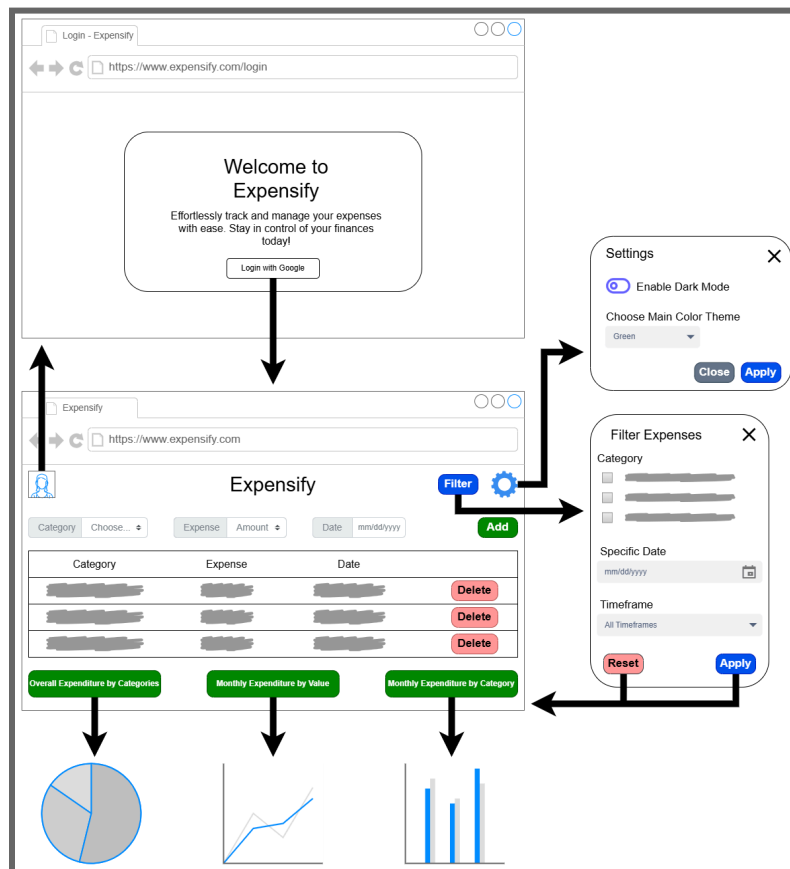 Login - Expensify
https://www.expensify.com/login
Welcome to
Expensify
Effortlessly track and manage your expenses
with ease. Stay in control of your finances
today!
Login with Google
Settings
Enable Dark Mode
Choose Main Color Theme
Green
Close Apply
Expensify
https://www.expensify.com
Expensify
Filter
Category Choose... Expense Amount Date mm/dd/yyyy Add
Category Expense Date
Delete
Delete
Delete
Overall Expenditure by Categories Monthly Expenditure by Value Monthly Expenditure by Category
Filter Expenses
Category
Specific Date
mm/dd/yyyy
Timeframe
All Timeframes
Reset Apply